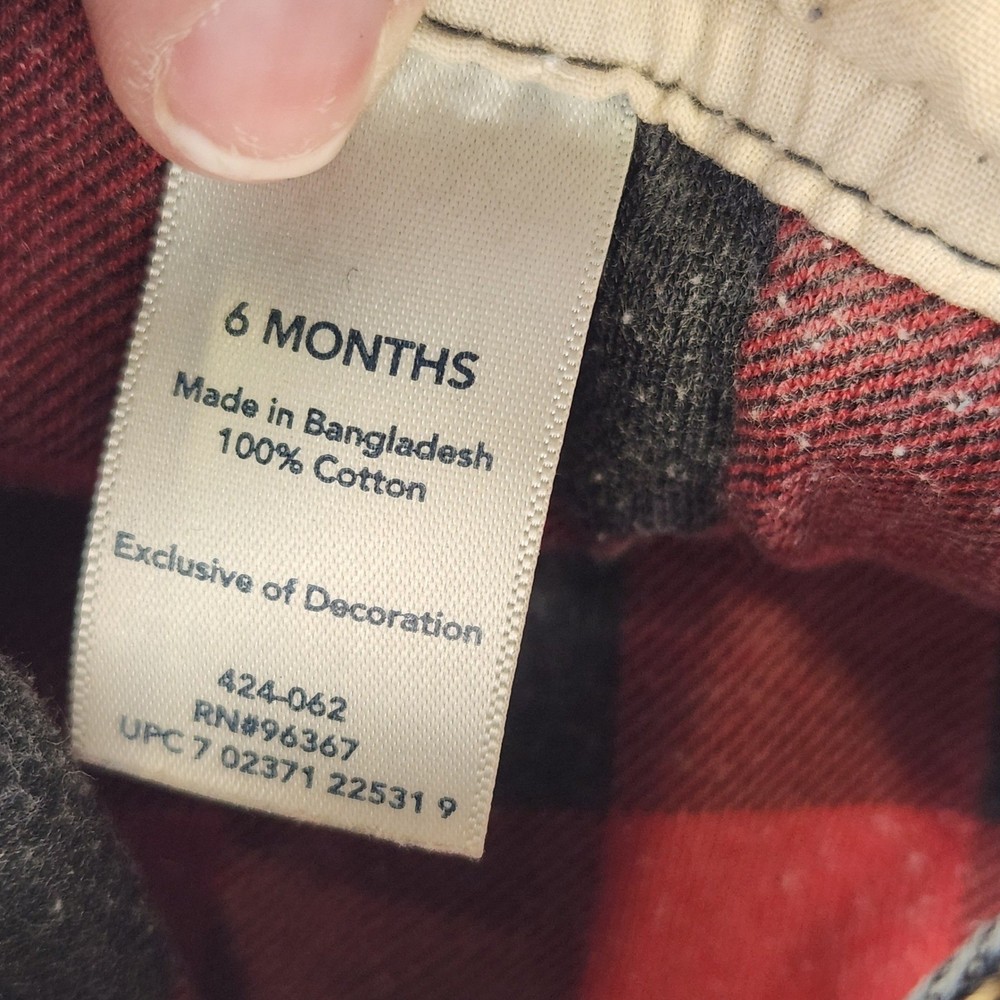 6 MONTHS
Made in Bangladesh
100% Cotton
Exclusive of Decoration
424-062
RN#96367
UPC 7 02371 22531 9